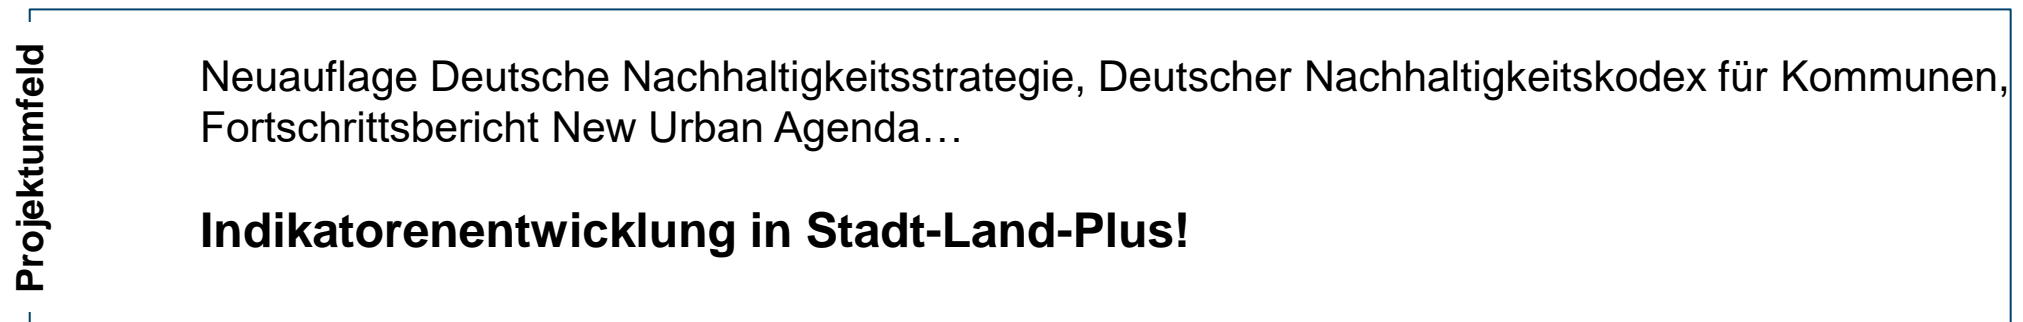 Projektumfeld
Neuauflage Deutsche Nachhaltigkeitsstrategie, Deutscher Nachhaltigkeitskodex für Kommunen,
Fortschrittsbericht New Urban Agenda…
Indikatorenentwicklung in Stadt-Land-Plus!